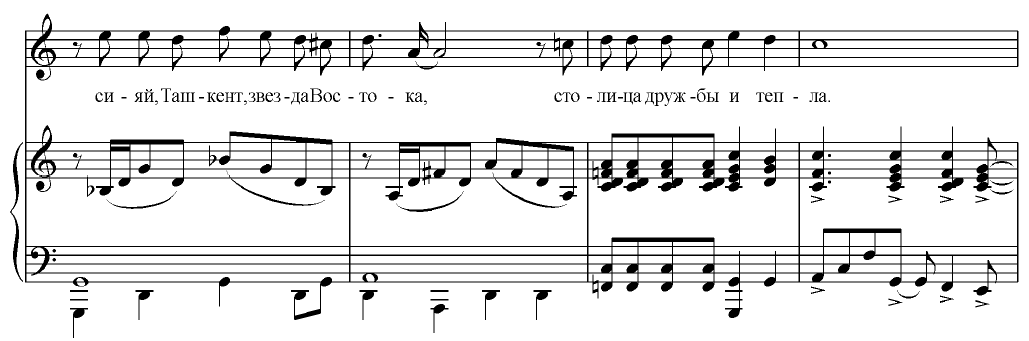 си - яй, Таш - кент, звез - да Вос - то - ка, сто - ли - ца друж - бы и теп - ла.